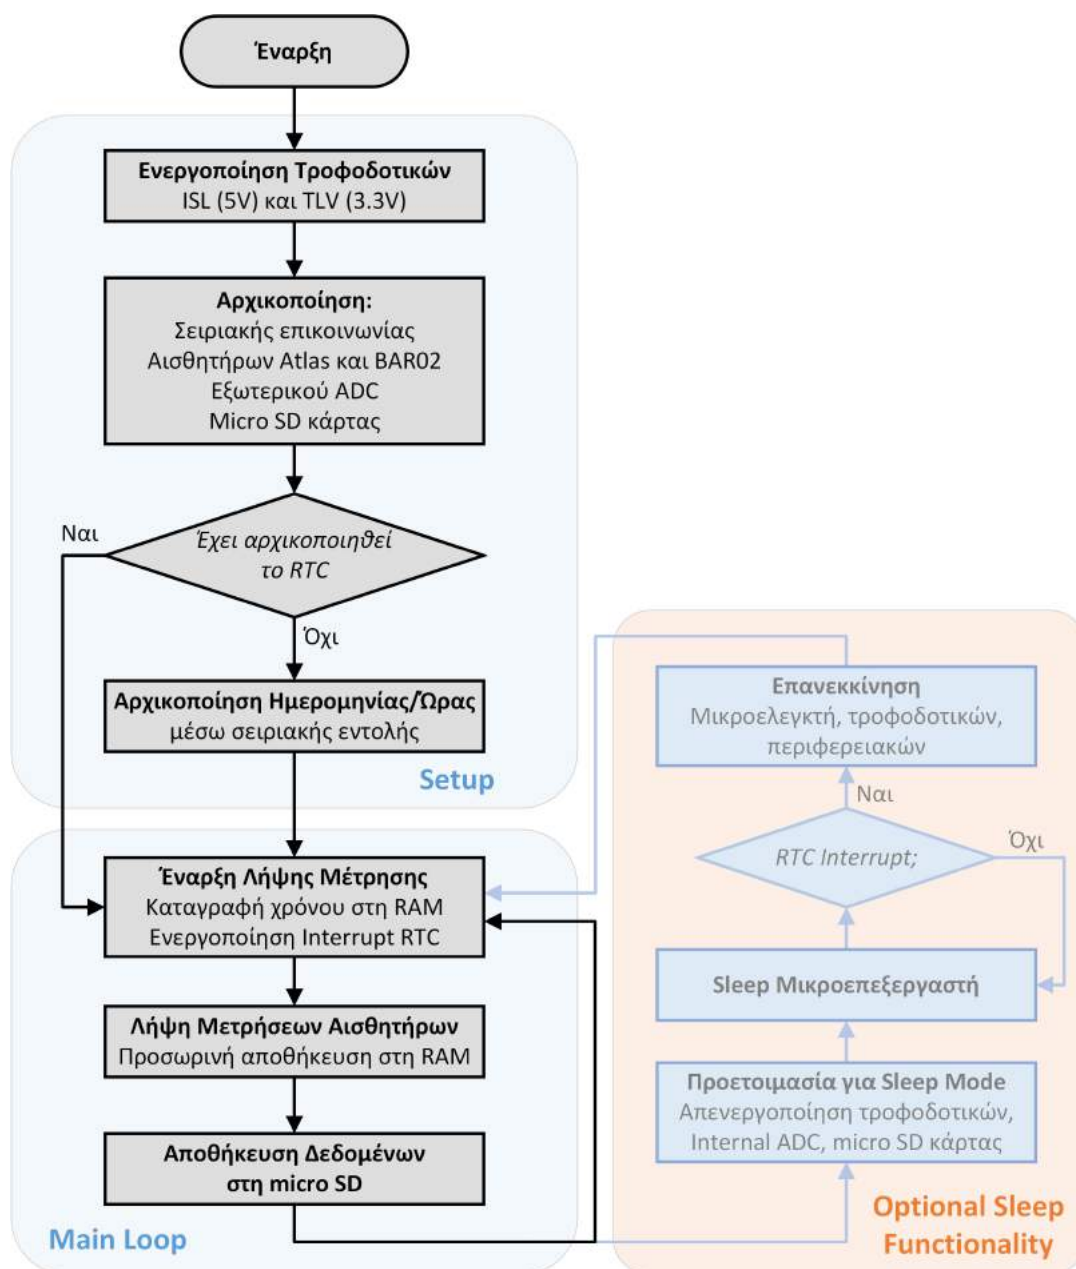 Έναρξη
Ενεργοποίηση Τροφοδοτικών
ISL (5V) και TLV (3.3V)
Αρχικοποίηση:
Σειριακής επικοινωνίας
Αισθητήρων Atlas και BAR02
Εξωτερικού ADC
Micro SD κάρτας
Ναι
Έχει αρχικοποιηθεί
το RTC
Όχι
Αρχικοποίηση Ημερομηνίας/Ώρας
μέσω σειριακής εντολής
Setup
Έναρξη Λήψης Μέτρησης
Καταγραφή χρόνου στη RAM
Ενεργοποίηση Interrupt RTC
Λήψη Μετρήσεων Αισθητήρων
Προσωρινή αποθήκευση στη RAM
Αποθήκευση Δεδομένων
στη micro SD
Main Loop
Επανεκκίνηση
Μικροελεγκτή, τροφοδοτικών,
περιφερειακών
Ναι
RTC Interrupt;
Όχι
Sleep Μικροεπεξεργαστή
Προετοιμασία για Sleep Mode
Απενεργοποίηση τροφοδοτικών,
Internal ADC, micro SD κάρτας
Optional Sleep
Functionality